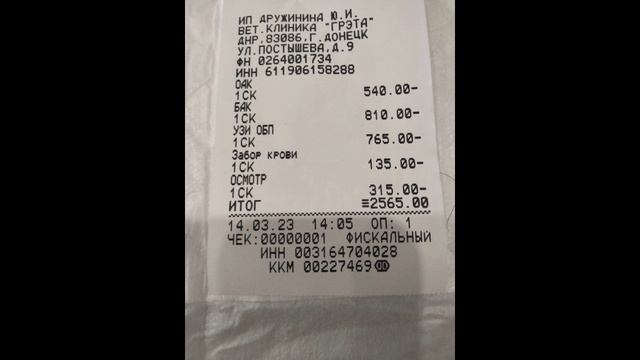 ИП ДРУЖИНИНА Ю.И.
ВЕТ.КЛИНИКА "ГРЭТА"
ДНР,83086,Г.ДОНЕЦК
УЛ.ПОСТЫШЕВА,Д.9
ФН 0264001734
ИНН 611906158288
ОАК
1СК 540.00-
БАК
1СК 810.00-
УЗИ ОБП
1СК 765.00-
Забор крови
1СК 135.00-
ОСМОТР
1СК 315.00-
ИТОГ ≡2565.00
14.03.23 14:05 ОП: 1
ЧЕК:00000001 ФИСКАЛЬНЫЙ
ИНН 003164704028
ККМ 00227469